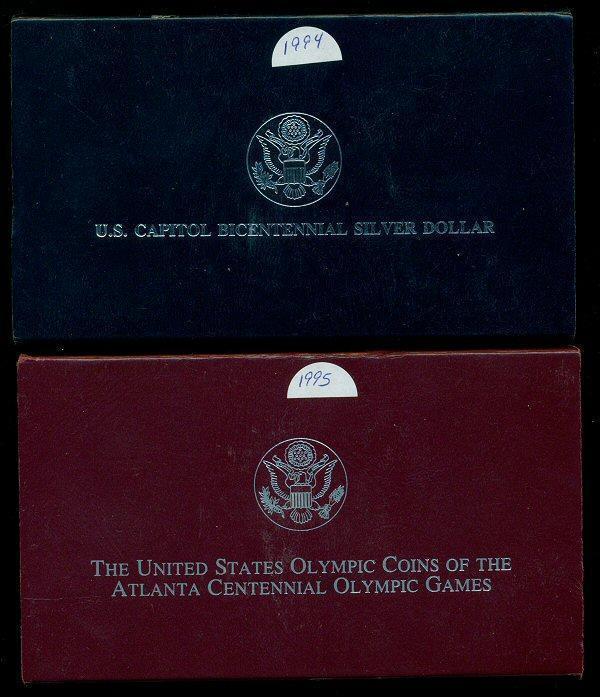 1994
U.S. CAPITOL BICENTENNIAL SILVER DOLLAR
1995
THE UNITED STATES OLYMPIC COINS OF THE
ATLANTA CENTENNIAL OLYMPIC GAMES